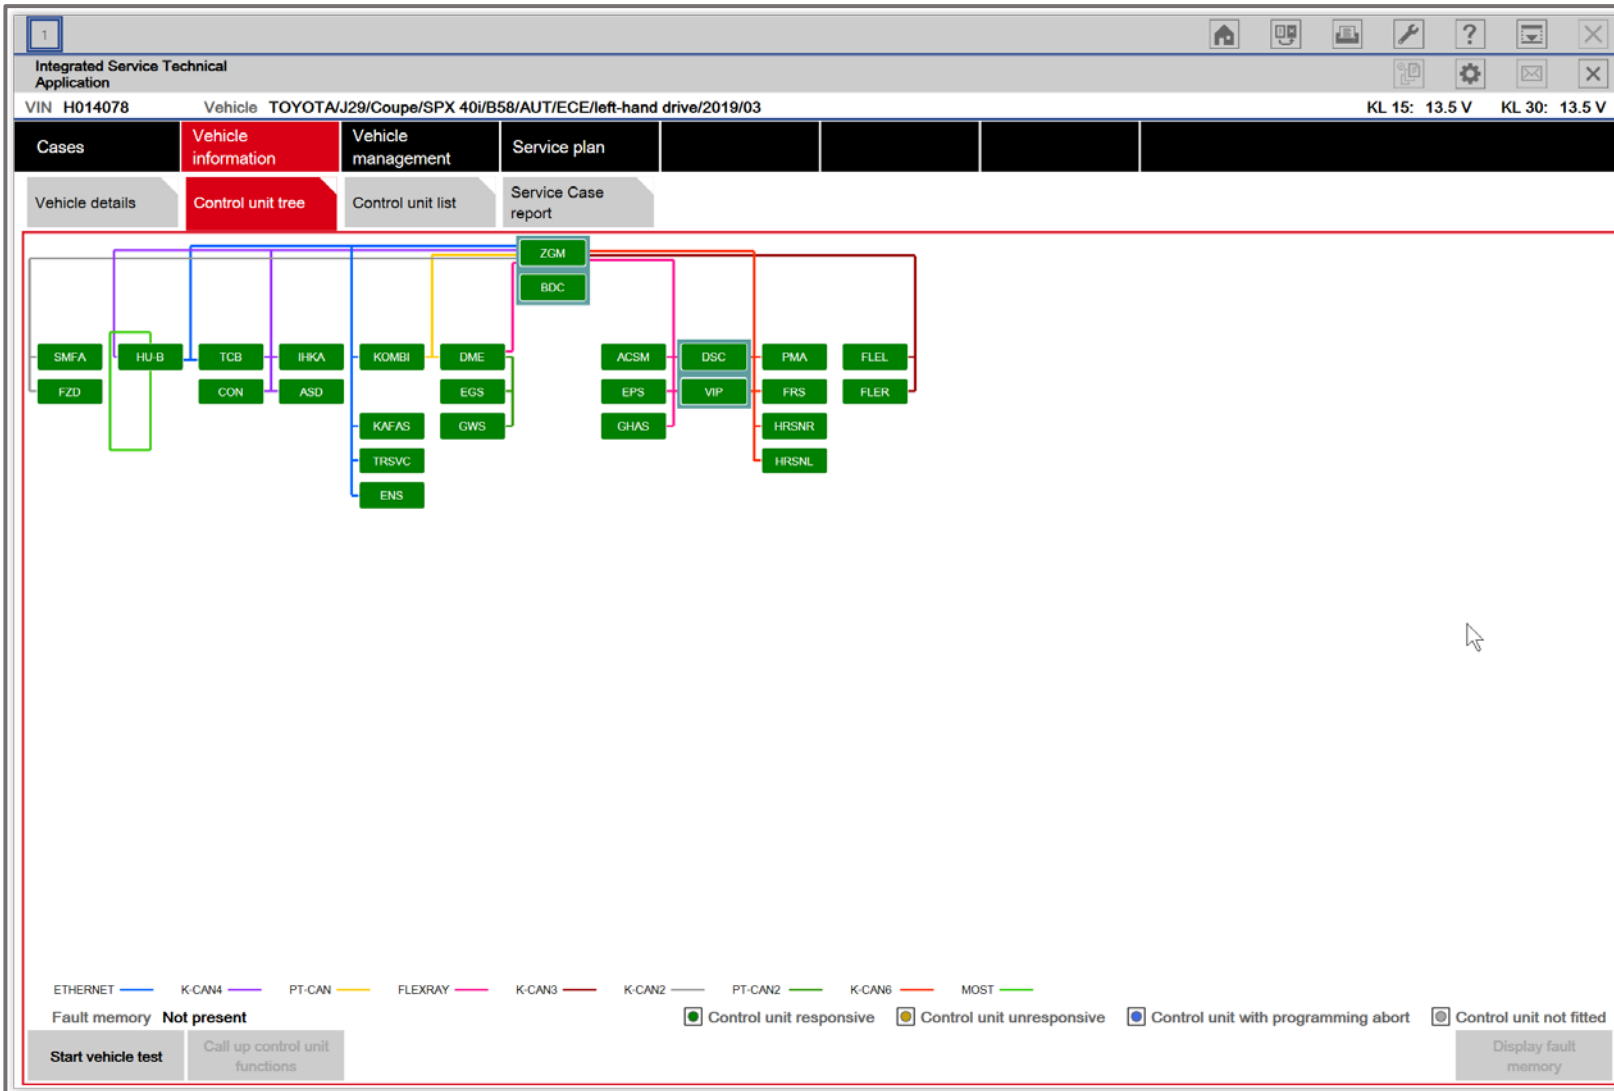 1
?
Integrated Service Technical
Application
VIN H014078 Vehicle TOYOTA/J29/Coupe/SPX 40i/B58/AUT/ECE/left-hand drive/2019/03 KL 15: 13.5 V KL 30: 13.5 V
Cases
Vehicle
information
Vehicle
management
Service plan
Vehicle details
Control unit tree
Control unit list
Service Case
report
ZGM
BDC
SMFA HU-B TCB IHKA KOMBI DME ACSM DSC PMA FLEL
FZD CON ASD EGS EPS VIP FRS FLER
KAFAS GWS GHAS HRSNR
TRSVC HRSNL
ENS
ETHERNET K-CAN4 PT-CAN FLEXRAY K-CAN3 K-CAN2 PT-CAN2 K-CAN6 MOST
Fault memory Not present Control unit responsive Control unit unresponsive Control unit with programming abort Control unit not fitted
Start vehicle test
Call up control unit
functions
Display fault
memory